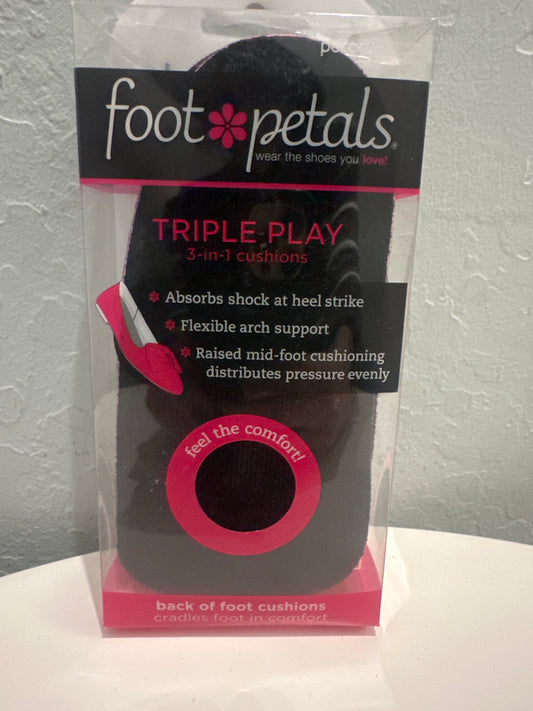 foot petals
wear the shoes you love!
TRIPLE PLAY
3-in-1 cushions
Absorbs shock at heel strike
Flexible arch support
Raised mid-foot cushioning
distributes pressure evenly
feel the comfort!
back of foot cushions
cradles foot in comfort